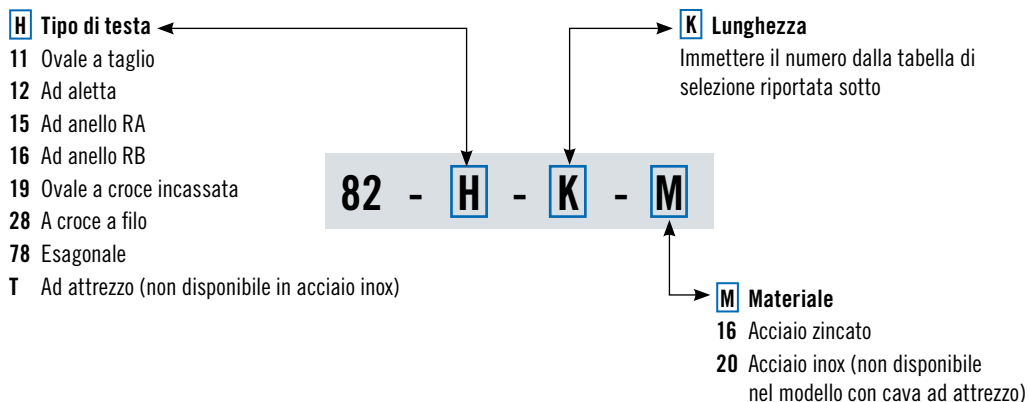 H Tipo di testa
11 Ovale a taglio
12 Ad aletta
15 Ad anello RA
16 Ad anello RB
19 Ovale a croce incassata
28 A croce a filo
78 Esagonale
T Ad attrezzo (non disponibile in acciaio inox)
K Lunghezza
Immettere il numero dalla tabella di
selezione riportata sotto
82 - H - K - M
M Materiale
16 Acciaio zincato
20 Acciaio inox (non disponibile
nel modello con cava ad attrezzo)